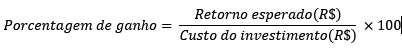 Porcentagem de ganho = Retorno esperado(R$) / Custo do investimento(R$) × 100